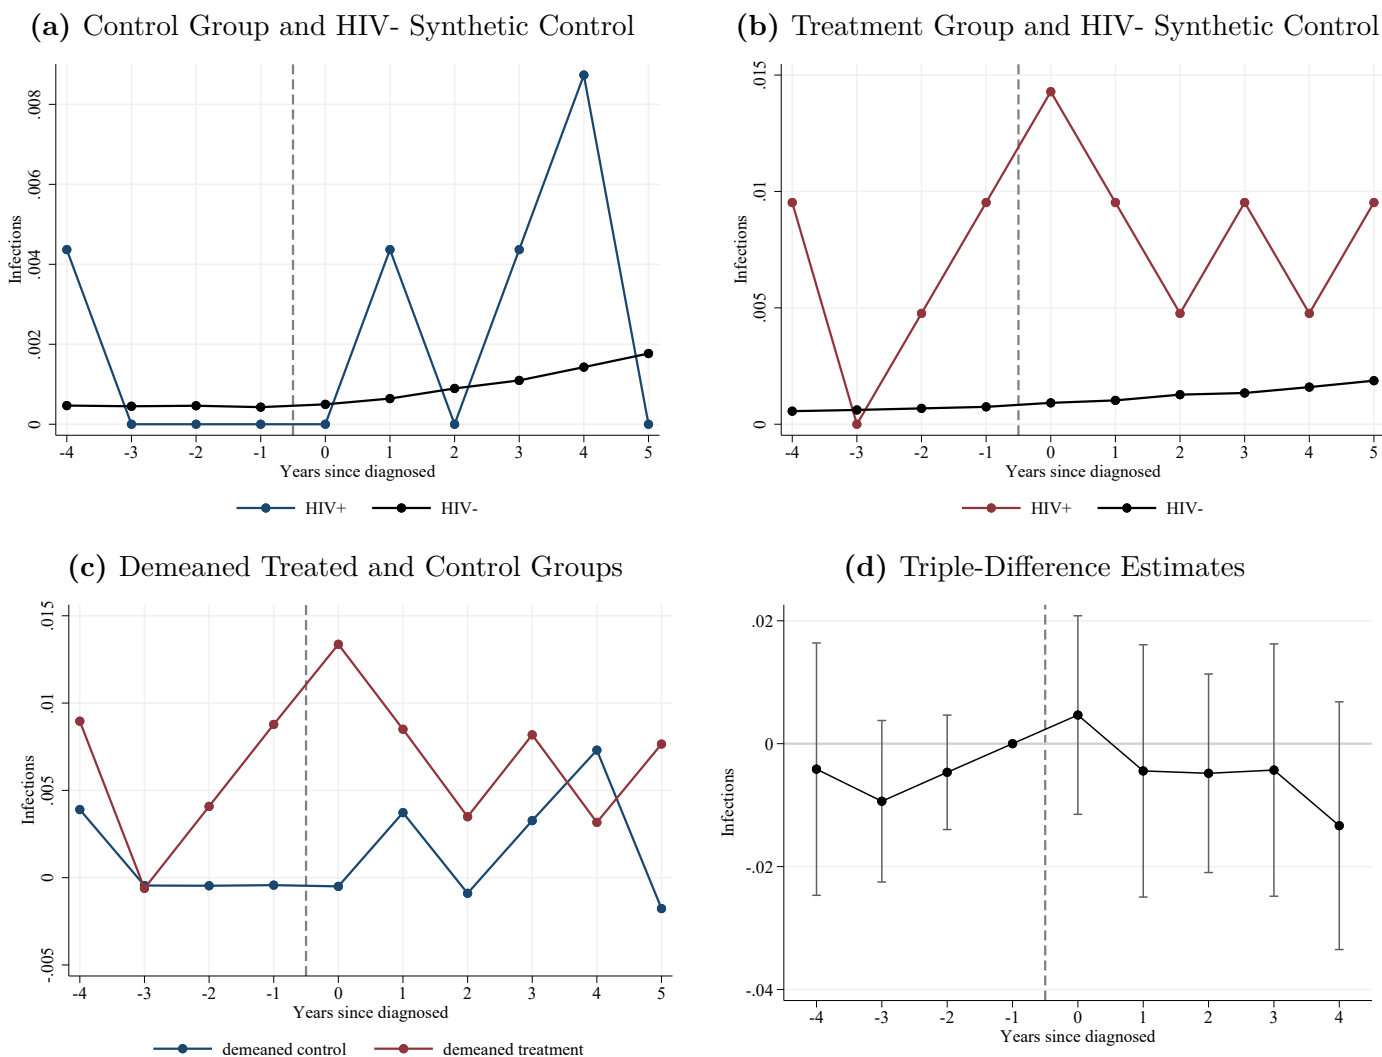 (a) Control Group and HIV- Synthetic Control
.008
.006
.004
.002
0
Infections
-4 -3 -2 -1 0 1 2 3 4 5
Years since diagnosed
HIV+ HIV-
(b) Treatment Group and HIV- Synthetic Control
.015
.01
.005
0
Infections
-4 -3 -2 -1 0 1 2 3 4 5
Years since diagnosed
HIV+ HIV-
(c) Demeaned Treated and Control Groups
.015
.01
.005
0
-.005
Infections
-4 -3 -2 -1 0 1 2 3 4 5
Years since diagnosed
demeaned control demeaned treatment
(d) Triple-Difference Estimates
.02
0
-.02
-.04
Infections
-4 -3 -2 -1 0 1 2 3 4
Years since diagnosed